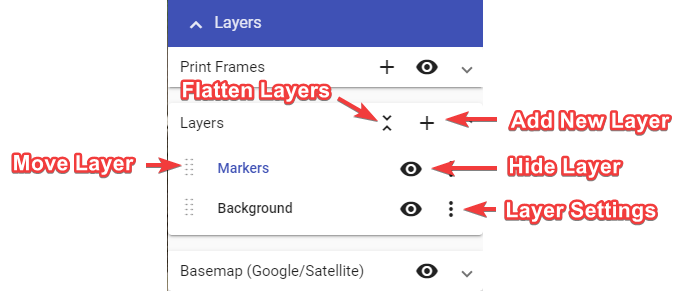 Layers
Print Frames
Flatten Layers
Layers
Add New Layer
Move Layer
Markers
Hide Layer
Background
Layer Settings
Basemap (Google/Satellite)